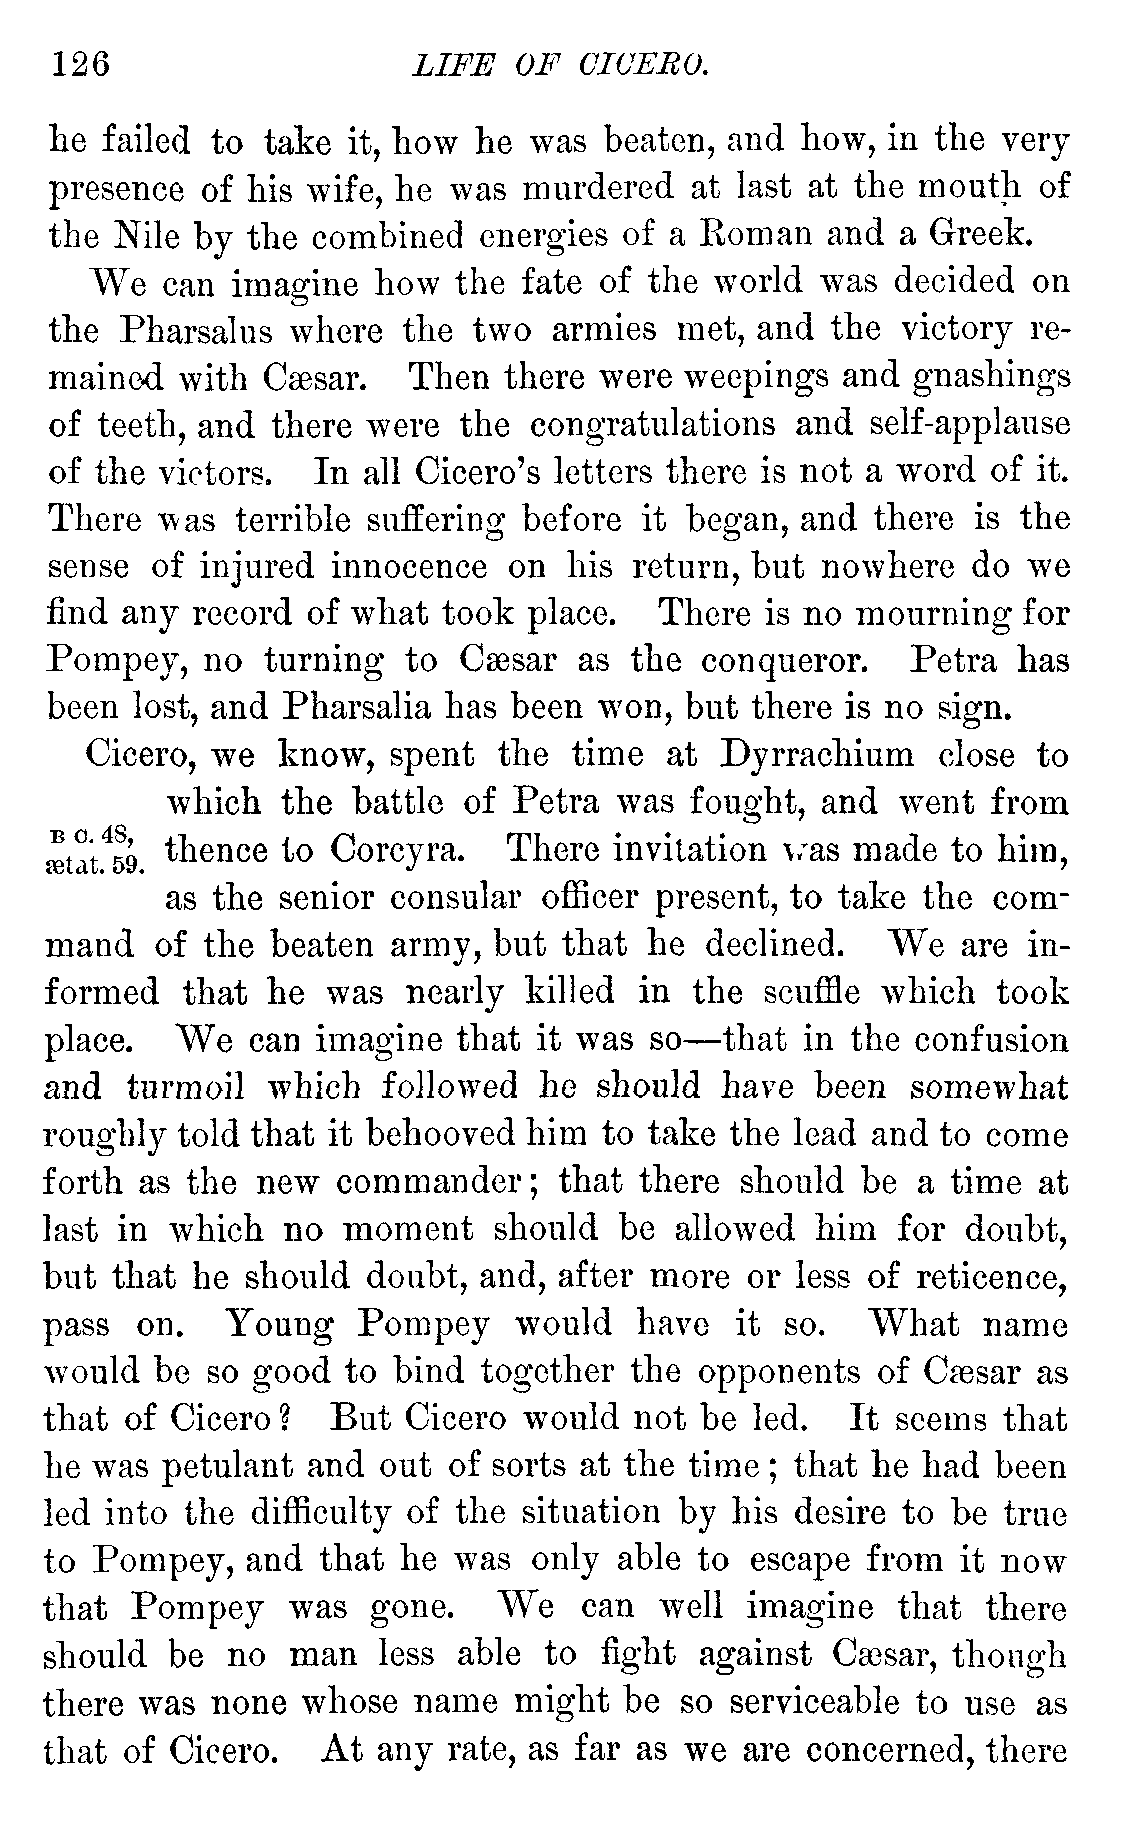 126 LIFE OF CICERO.
he failed to take it, how he was beaten, and how, in the very
presence of his wife, he was murdered at last at the mouth of
the Nile by the combined energies of a Roman and a Greek.
We can imagine how the fate of the world was decided on
the Pharsalus where the two armies met, and the victory re-
mained with Cæsar. Then there were weepings and gnashings
of teeth, and there were the congratulations and self-applause
of the victors. In all Cicero's letters there is not a word of it.
There was terrible suffering before it began, and there is the
sense of injured innocence on his return, but nowhere do we
find any record of what took place. There is no mourning for
Pompey, no turning to Cæsar as the conqueror. Petra has
been lost, and Pharsalia has been won, but there is no sign.
Cicero, we know, spent the time at Dyrrachium close to
which the battle of Petra was fought, and went from
B C. 48,
ætat. 59.
thence to Corcyra. There invitation was made to him,
as the senior consular officer present, to take the com-
mand of the beaten army, but that he declined. We are in-
formed that he was nearly killed in the scuffle which took
place. We can imagine that it was so—that in the confusion
and turmoil which followed he should have been somewhat
roughly told that it behooved him to take the lead and to come
forth as the new commander; that there should be a time at
last in which no moment should be allowed him for doubt,
but that he should doubt, and, after more or less of reticence,
pass on. Young Pompey would have it so. What name
would be so good to bind together the opponents of Cæsar as
that of Cicero? But Cicero would not be led. It seems that
he was petulant and out of sorts at the time; that he had been
led into the difficulty of the situation by his desire to be true
to Pompey, and that he was only able to escape from it now
that Pompey was gone. We can well imagine that there
should be no man less able to fight against Cæsar, though
there was none whose name might be so serviceable to use as
that of Cicero. At any rate, as far as we are concerned, there